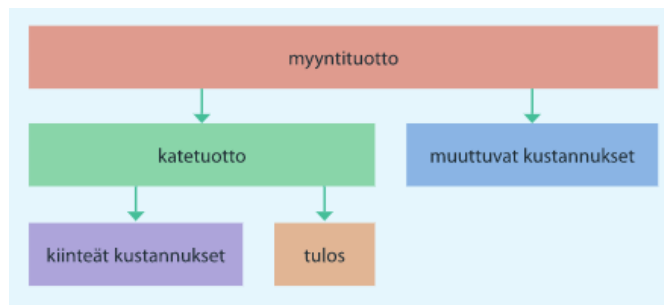 myyntituotto
katetuotto
muuttuvat kustannukset
kiinteät kustannukset
tulos